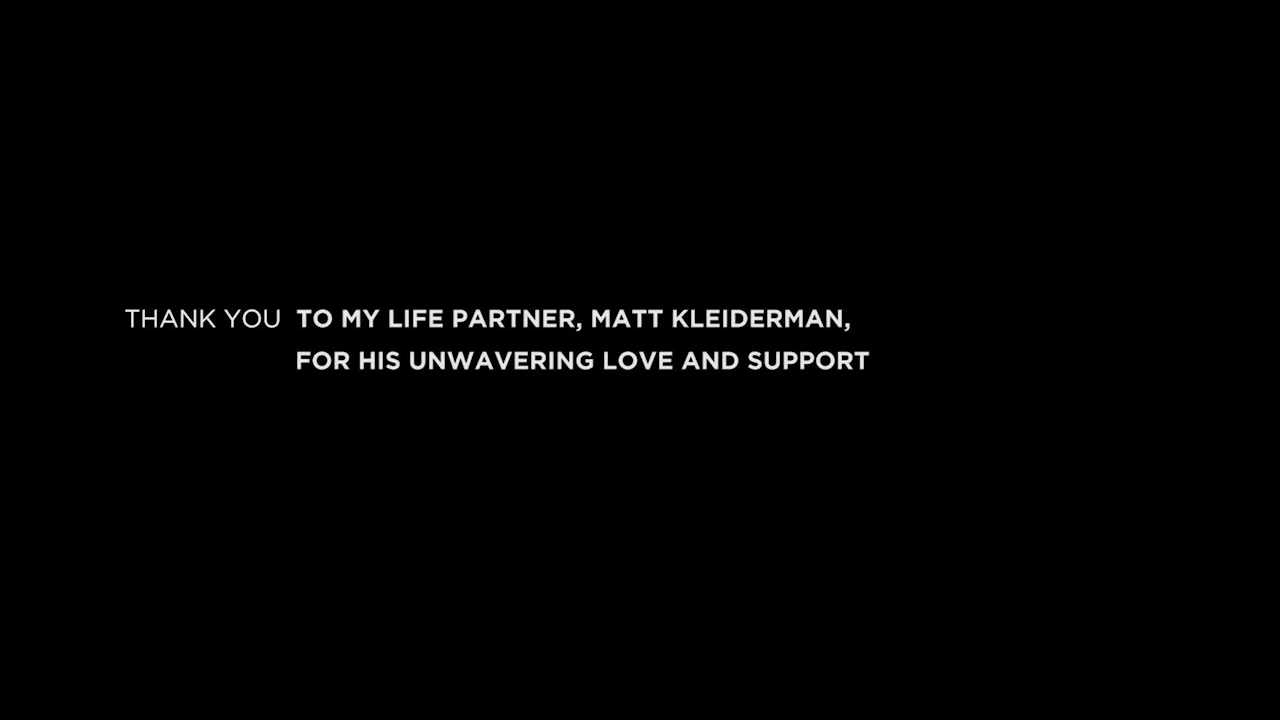 THANK YOU TO MY LIFE PARTNER, MATT KLEIDERMAN,
FOR HIS UNWAVERING LOVE AND SUPPORT